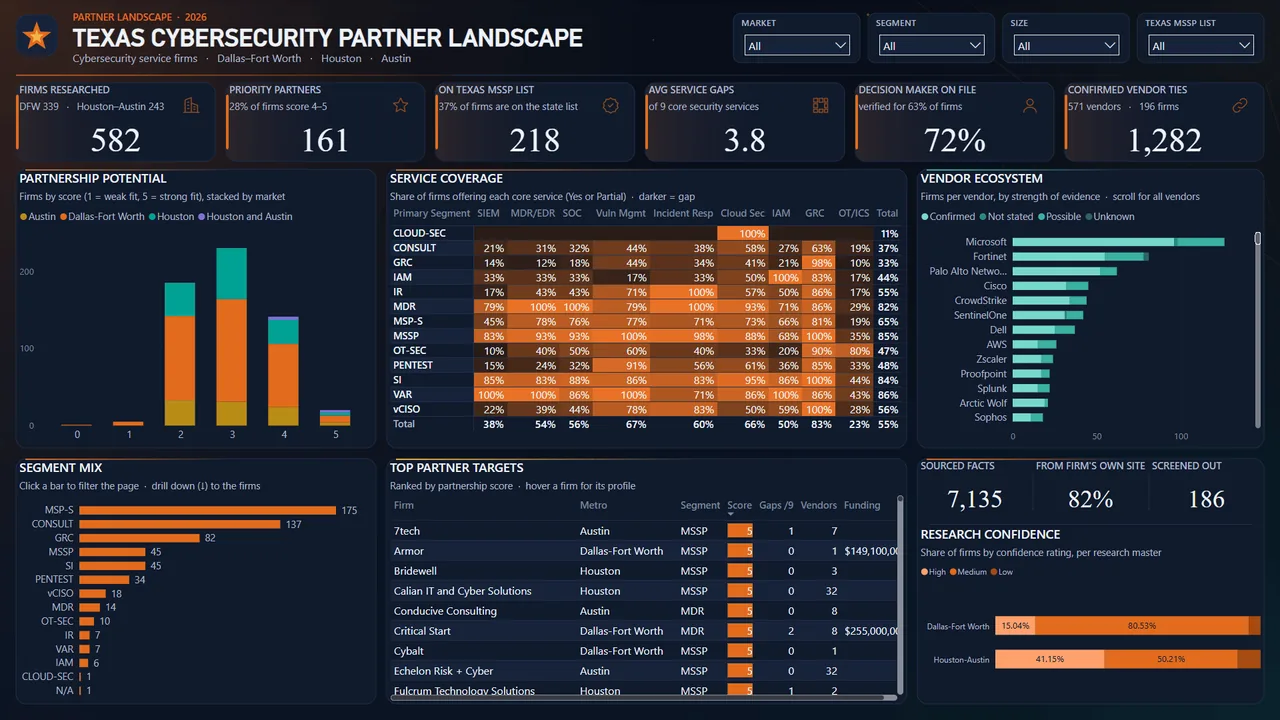 PARTNER LANDSCAPE · 2026
TEXAS CYBERSECURITY PARTNER LANDSCAPE
Cybersecurity service firms · Dallas–Fort Worth · Houston · Austin
MARKET
All
SEGMENT
All
SIZE
All
TEXAS MSSP LIST
All
FIRMS RESEARCHED
DFW 339 · Houston–Austin 243
582
PRIORITY PARTNERS
28% of firms score 4–5
161
ON TEXAS MSSP LIST
37% of firms are on the state list
218
AVG SERVICE GAPS
of 9 core security services
3.8
DECISION MAKER ON FILE
verified for 63% of firms
72%
CONFIRMED VENDOR TIES
571 vendors · 196 firms
1,282
PARTNERSHIP POTENTIAL
Firms by score (1 = weak fit, 5 = strong fit), stacked by market
Austin Dallas-Fort Worth Houston Houston and Austin
200
100
0
0 1 2 3 4 5
SERVICE COVERAGE
Share of firms offering each core service (Yes or Partial) · darker = gap
Primary Segment SIEM MDR/EDR SOC Vuln Mgmt Incident Resp Cloud Sec IAM GRC OT/ICS Total
CLOUD-SEC 100% 11%
CONSULT 21% 31% 32% 44% 38% 58% 27% 63% 19% 37%
GRC 14% 12% 18% 44% 34% 41% 21% 98% 10% 33%
IAM 33% 33% 33% 17% 33% 50% 100% 83% 17% 44%
IR 17% 43% 43% 71% 100% 57% 50% 86% 17% 55%
MDR 79% 100% 100% 79% 100% 93% 71% 86% 29% 82%
MSP-S 45% 78% 76% 77% 71% 73% 66% 81% 19% 65%
MSSP 83% 93% 93% 100% 98% 88% 68% 100% 35% 85%
OT-SEC 10% 40% 50% 60% 40% 33% 20% 90% 80% 47%
PENTEST 15% 24% 32% 91% 56% 61% 36% 85% 33% 48%
SI 85% 83% 88% 86% 83% 95% 86% 100% 44% 84%
VAR 100% 100% 86% 100% 71% 86% 100% 86% 43% 86%
vCISO 22% 39% 44% 78% 83% 50% 59% 100% 28% 56%
Total 38% 54% 56% 67% 60% 66% 50% 83% 23% 55%
VENDOR ECOSYSTEM
Firms per vendor, by strength of evidence · scroll for all vendors
Confirmed Not stated Possible Unknown
Microsoft
Fortinet
Palo Alto Netwo...
Cisco
CrowdStrike
SentinelOne
Dell
AWS
Zscaler
Proofpoint
Splunk
Arctic Wolf
Sophos
0 50 100
SEGMENT MIX
Click a bar to filter the page · drill down (↓) to the firms
MSP-S 175
CONSULT 137
GRC 82
MSSP 45
SI 45
PENTEST 34
vCISO 18
MDR 14
OT-SEC 10
IR 7
VAR 7
IAM 6
CLOUD-SEC 1
N/A 1
TOP PARTNER TARGETS
Ranked by partnership score · hover a firm for its profile
Firm Metro Segment Score Gaps /9 Vendors Funding
7tech Austin MSSP 5 1 7
Armor Dallas-Fort Worth MSSP 5 0 1 $149,100,00
Bridewell Houston MSSP 5 0 3
Calian IT and Cyber Solutions Houston MSSP 5 0 32
Conducive Consulting Austin MDR 5 0 8
Critical Start Dallas-Fort Worth MDR 5 2 8 $255,000,00
Cybalt Dallas-Fort Worth MSSP 5 0 1
Echelon Risk + Cyber Austin MSSP 5 0 32
Fulcrum Technology Solutions Houston MSSP 5 1 2
SOURCED FACTS
7,135
FROM FIRM'S OWN SITE
82%
SCREENED OUT
186
RESEARCH CONFIDENCE
Share of firms by confidence rating, per research master
High Medium Low
Dallas-Fort Worth 15.04% 80.53%
Houston-Austin 41.15% 50.21%